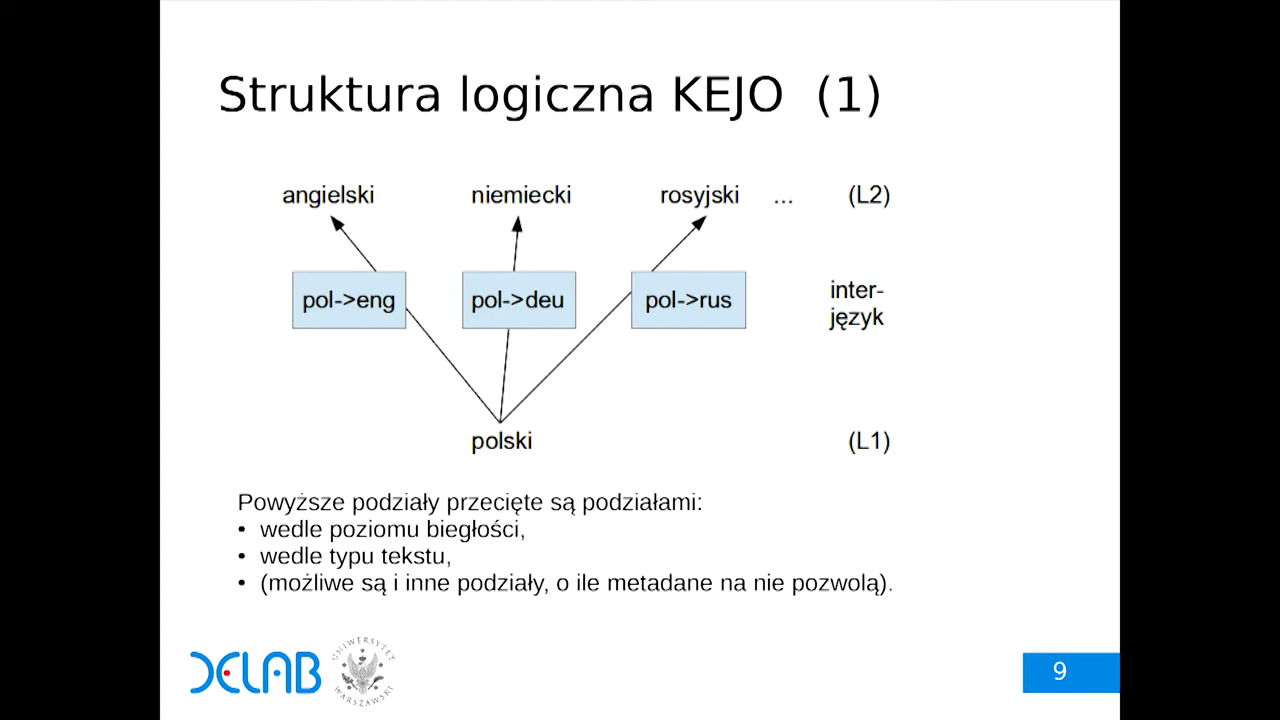 Struktura logiczna KEJO (1)
angielski niemiecki rosyjski ... (L2)
pol->eng pol->deu pol->rus inter-
język
polski (L1)
Powyższe podziały przecięte są podziałami:
• wedle poziomu biegłości,
• wedle typu tekstu,
• (możliwe są i inne podziały, o ile metadane na nie pozwolą).
DELAB
UNIWERSYTET
WARSZAWSKI
9